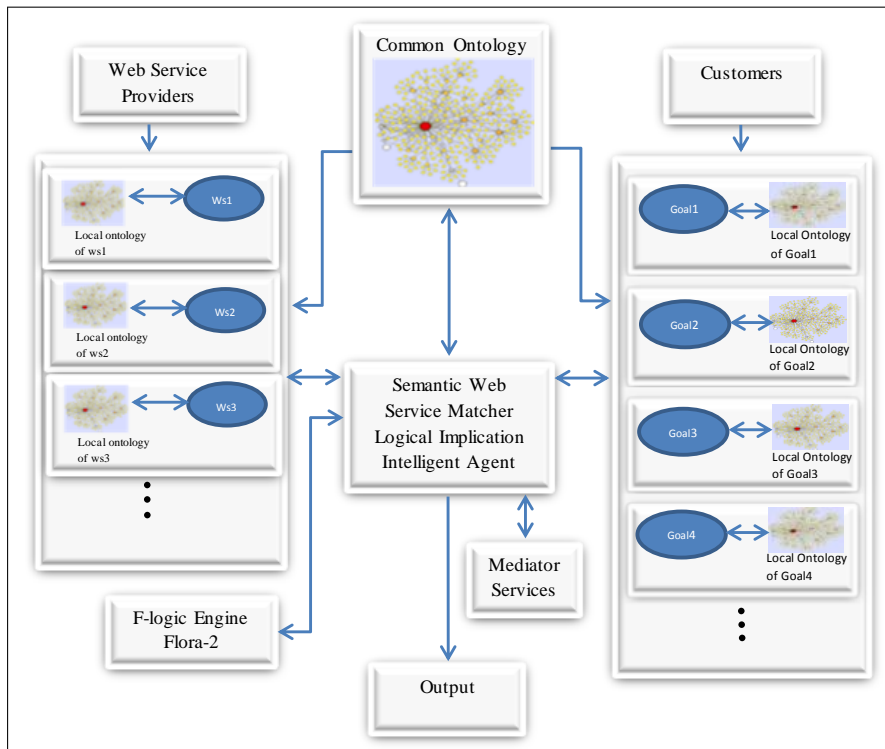 Web Service
Providers
Common Ontology
Customers
Ws1
Local ontology
of ws1
Ws2
Local ontology
of ws2
Ws3
Local ontology
of ws3
Goal1
Local Ontology
of Goal1
Goal2
Local Ontology
of Goal2
Goal3
Local Ontology
of Goal3
Goal4
Local Ontology
of Goal4
Semantic Web
Service Matcher
Logical Implication
Intelligent Agent
Mediator
Services
F-logic Engine
Flora-2
Output